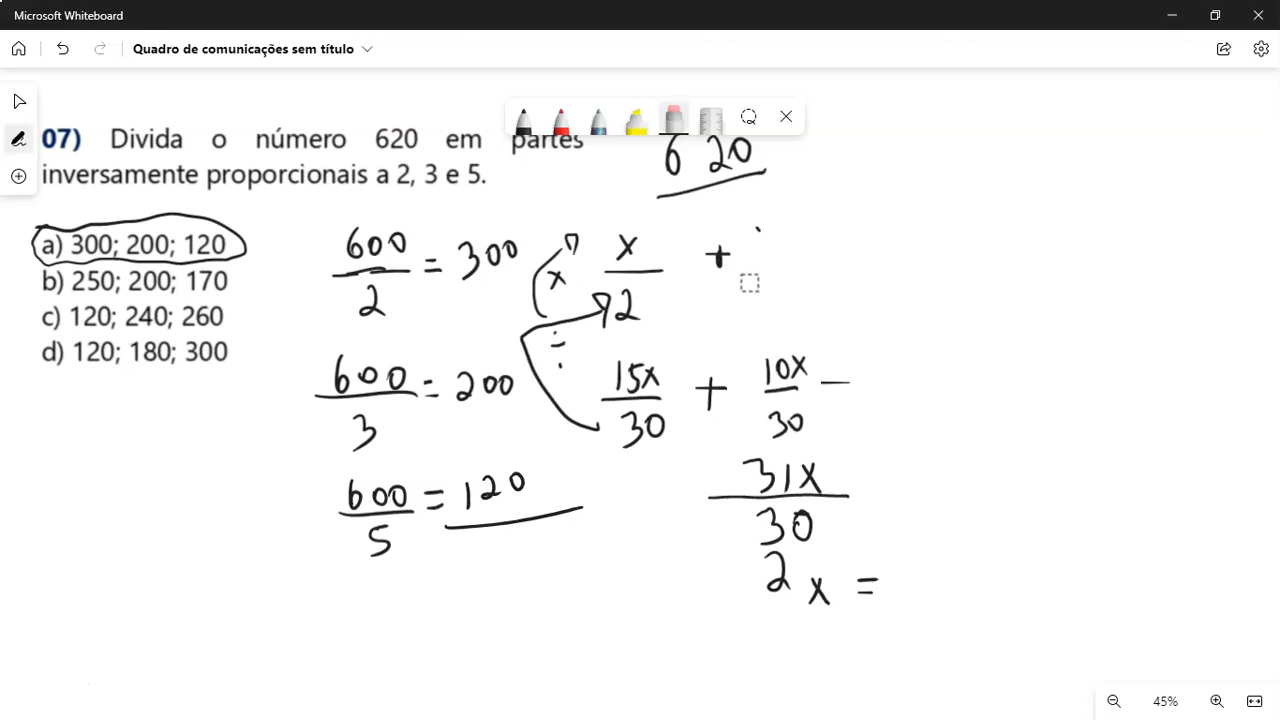 Microsoft Whiteboard
Quadro de comunicações sem título
07) Divida o número 620 em partes
inversamente proporcionais a 2, 3 e 5.
620
a) 300; 200; 120
b) 250; 200; 170
c) 120; 240; 260
d) 120; 180; 300
600/2 = 300
x
x/2 +
÷
600/3 = 200
15x/30 + 10x/30 −
600/5 = 120
31x/30
2x =
45%